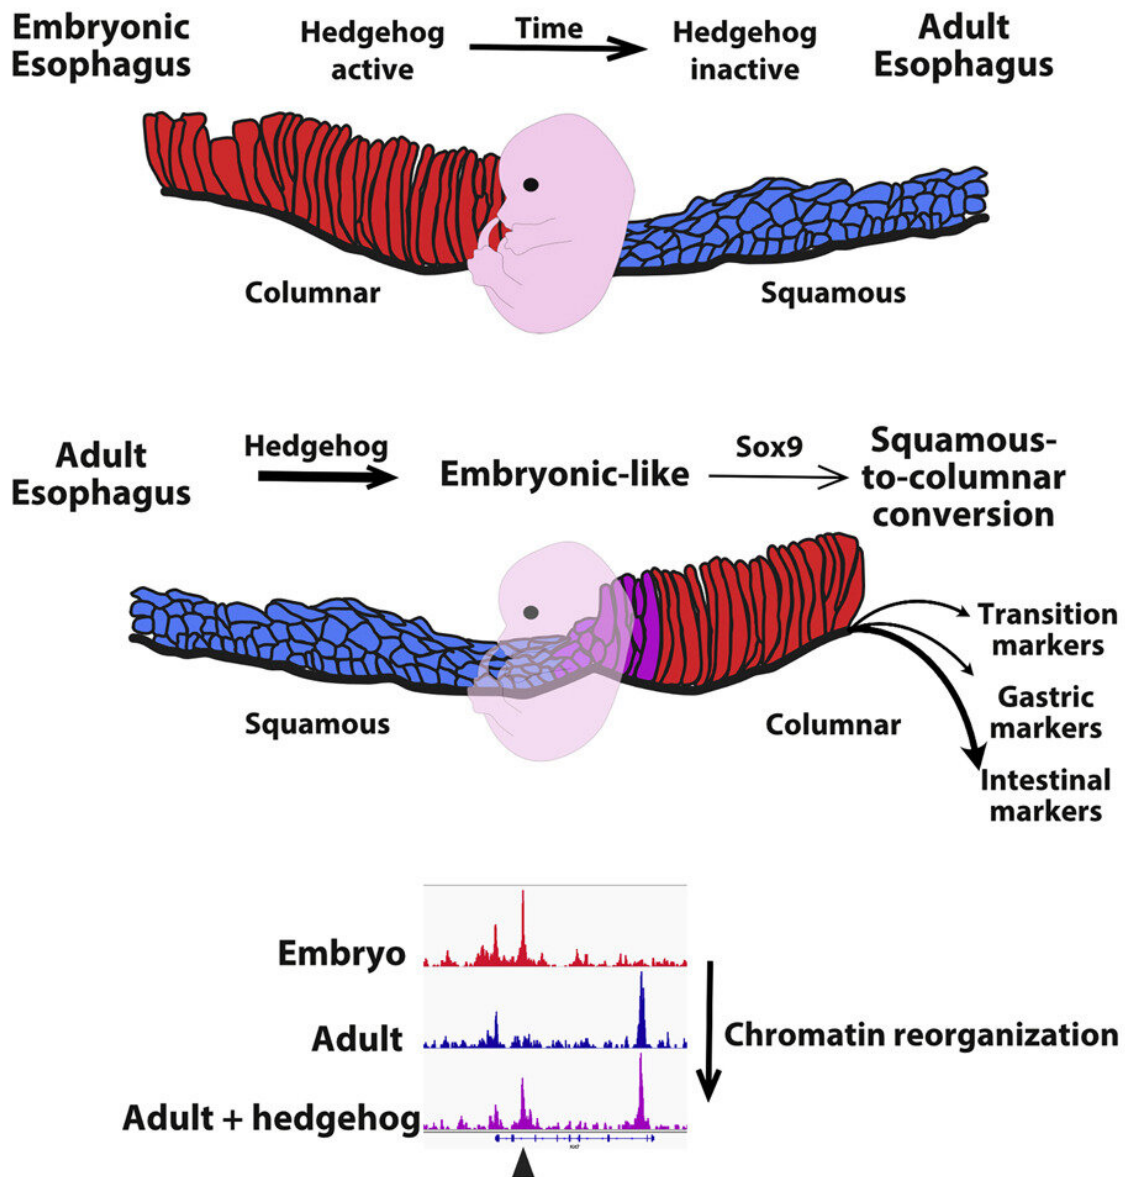 Embryonic
Esophagus
Hedgehog
active
Time
Hedgehog
inactive
Adult
Esophagus
Columnar
Squamous
Adult
Esophagus
Hedgehog
Embryonic-like
Sox9
Squamous-
to-columnar
conversion
Transition
markers
Gastric
markers
Intestinal
markers
Squamous
Columnar
Embryo
Adult
Chromatin reorganization
Adult + hedgehog